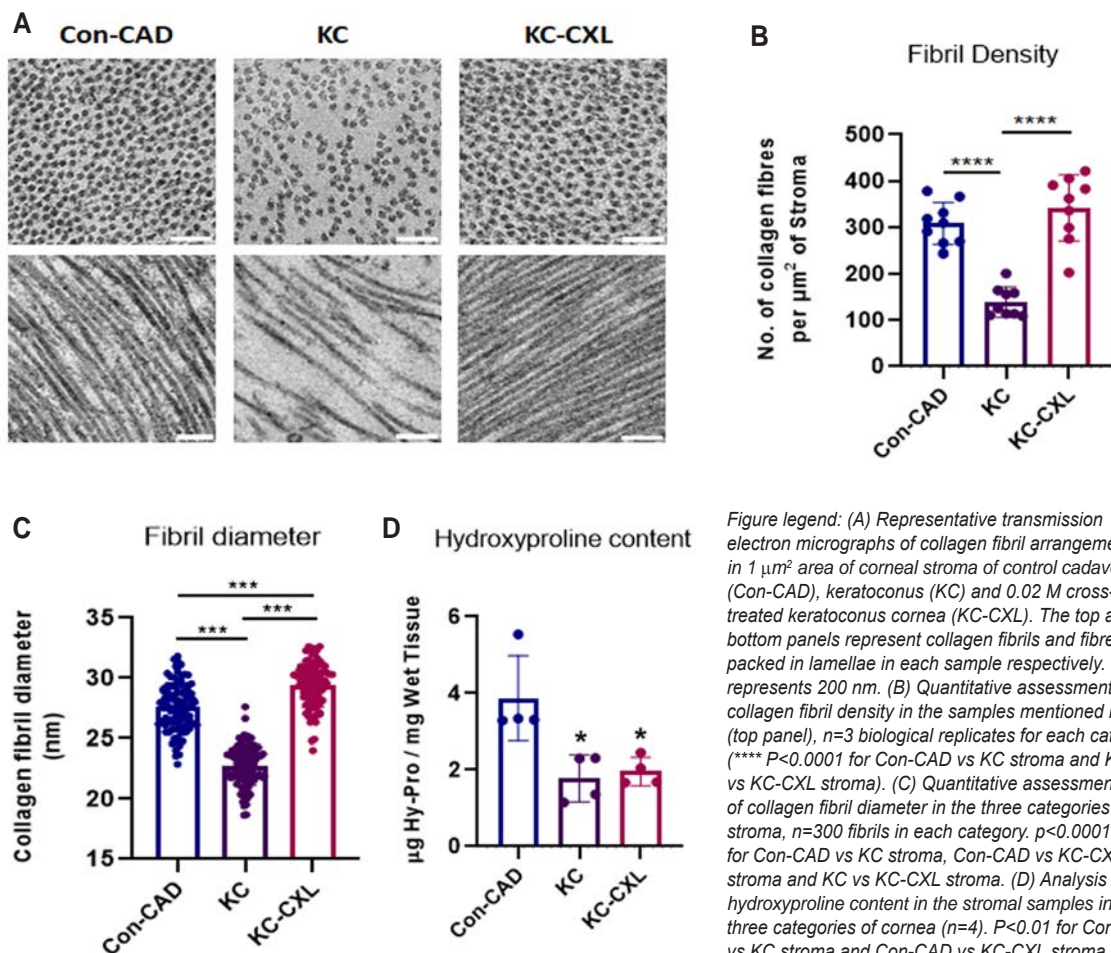 A
Con-CAD
KC
KC-CXL
B
Fibril Density
No. of collagen fibres
per μm² of Stroma
500
400
300
200
100
0
****
****
Con-CAD
KC
KC-CXL
C
Fibril diameter
Collagen fibril diameter
(nm)
35
30
25
20
15
***
***
***
Con-CAD
KC
KC-CXL
D
Hydroxyproline content
μg Hy-Pro / mg Wet Tissue
6
4
2
0
*
*
Con-CAD
KC
KC-CXL
Figure legend: (A) Representative transmission
electron micrographs of collagen fibril
in 1 μm² area of corneal stroma of control
(Con-CAD), keratoconus (KC) and 0.02 M
treated keratoconus cornea (KC-CXL). The top
bottom panels represent collagen fibrils and
packed in lamellae in each sample respectively.
represents 200 nm. (B) Quantitative assessment
collagen fibril density in the samples mentioned
(top panel), n=3 biological replicates for each
(**** P<0.0001 for Con-CAD vs KC stroma and
vs KC-CXL stroma). (C) Quantitative assessment
of collagen fibril diameter in the three categories
stroma, n=300 fibrils in each category. p<0.0001
for Con-CAD vs KC stroma, Con-CAD vs
stroma and KC vs KC-CXL stroma. (D) Analysis
hydroxyproline content in the stromal samples
three categories of cornea (n=4). P<0.01 for
vs KC stroma and Con-CAD vs KC-CXL stroma